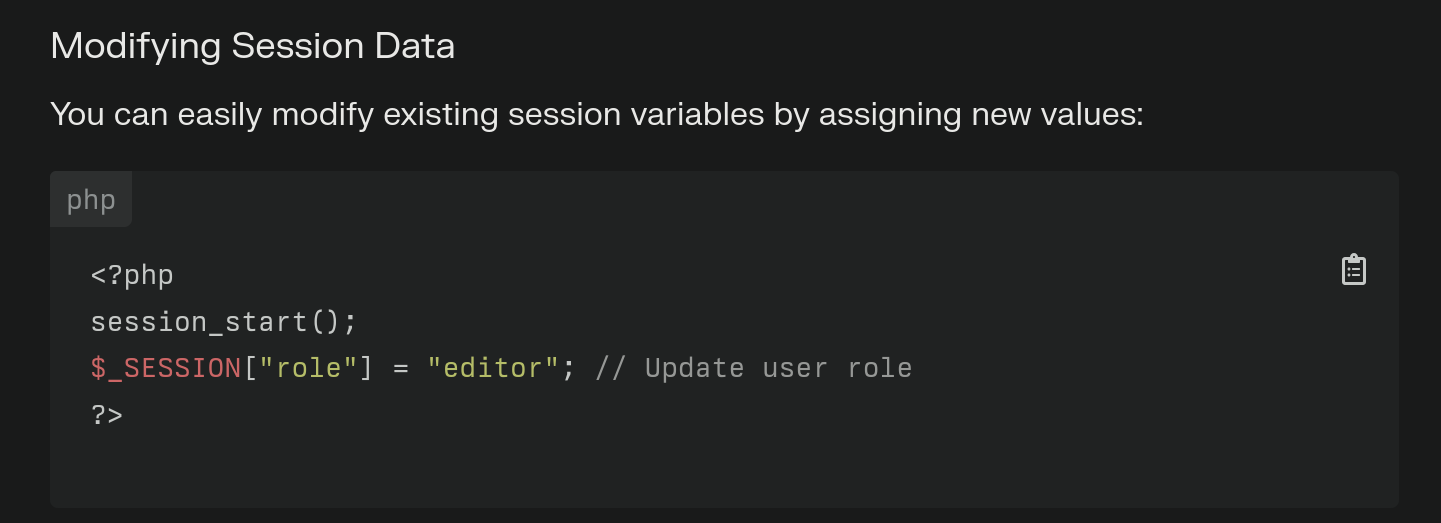 Modifying Session Data
You can easily modify existing session variables by assigning new values:
php
<?php
session_start();
$_SESSION["role"] = "editor"; // Update user role
?>